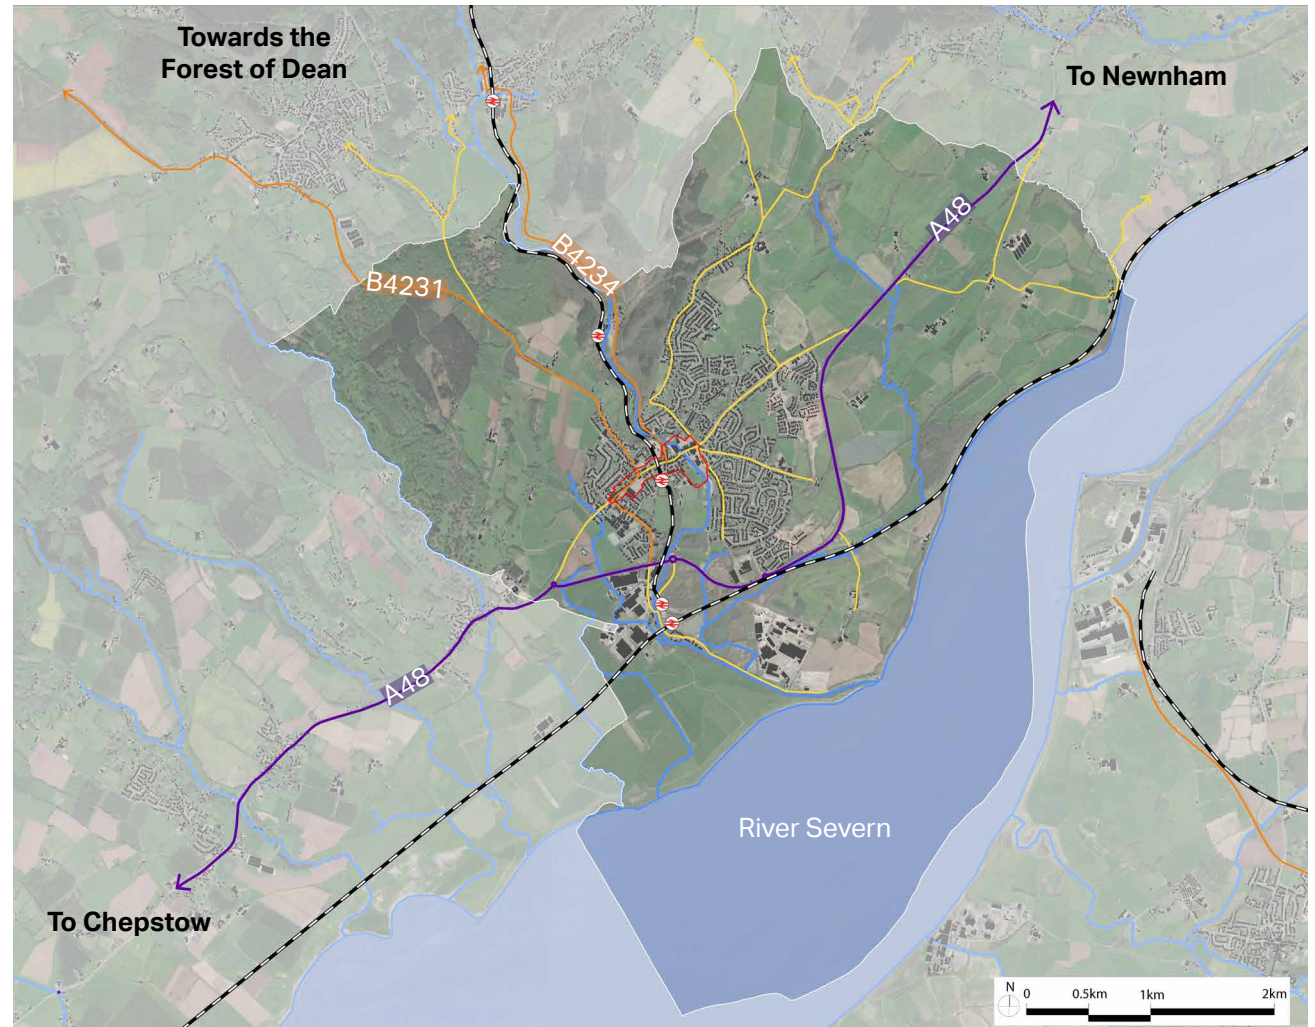 Towards the
Forest of Dean
To Newnham
A48
B4234
B4231
A48
River Severn
To Chepstow
N
0
0.5km
1km
2km